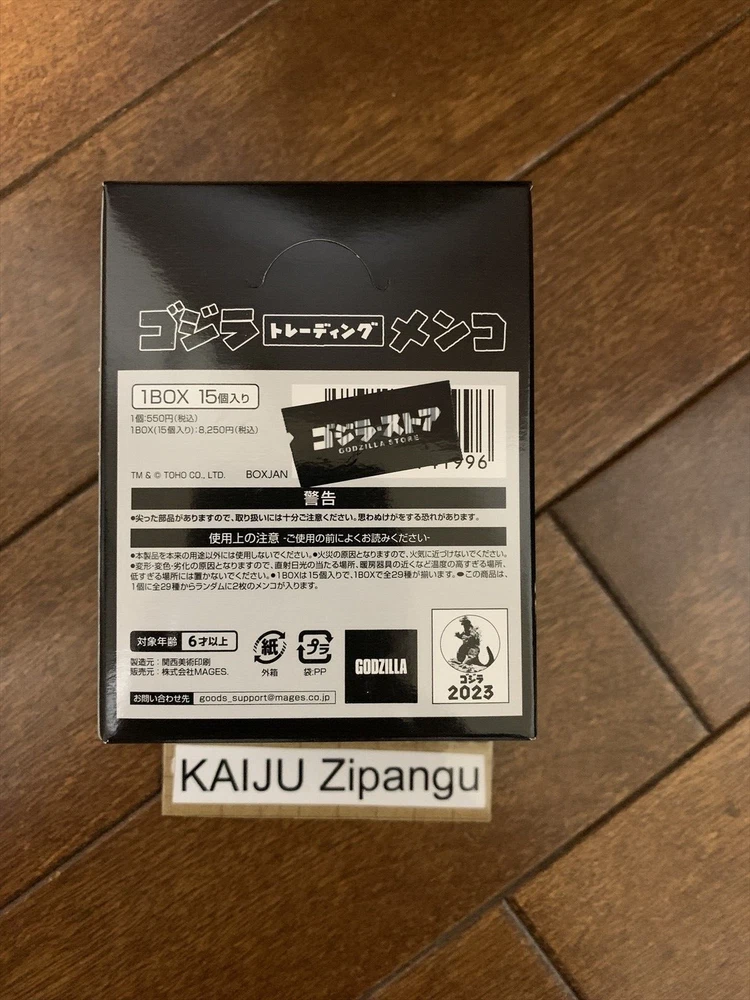 ゴジラ トレーディング メンコ
1BOX 15個入り
1個:550円(税込)
1BOX(15個入り):8,250円(税込)
ゴジラ・ストア
GODZILLA STORE
1996
TM & © TOHO CO., LTD. BOXJAN
警告
●尖った部品がありますので、取り扱いには十分ご注意ください。思わぬけがをする恐れがあります。
使用上の注意 -ご使用の前によくお読みください-
●本製品を本来の用途以外には使用しないでください。●火災の原因となりますので、火気に近づけないでください。
●変形・変色・劣化の原因となりますので、直射日光の当たる場所、暖房器具の近くなど温度の高すぎる場所、
低すぎる場所には置かないでください。●1BOXは15個入りで、1BOXで全29種が揃います。●この商品は、
1個に全29種からランダムに2枚のメンコが入ります。
対象年齢 6才以上
製造元:関西美術印刷
販売元:株式会社MAGES.
紙
外箱
プラ
袋:PP
GODZILLA
ゴジラ
2023
お問い合わせ先 goods_support@mages.co.jp
KAIJU Zipangu